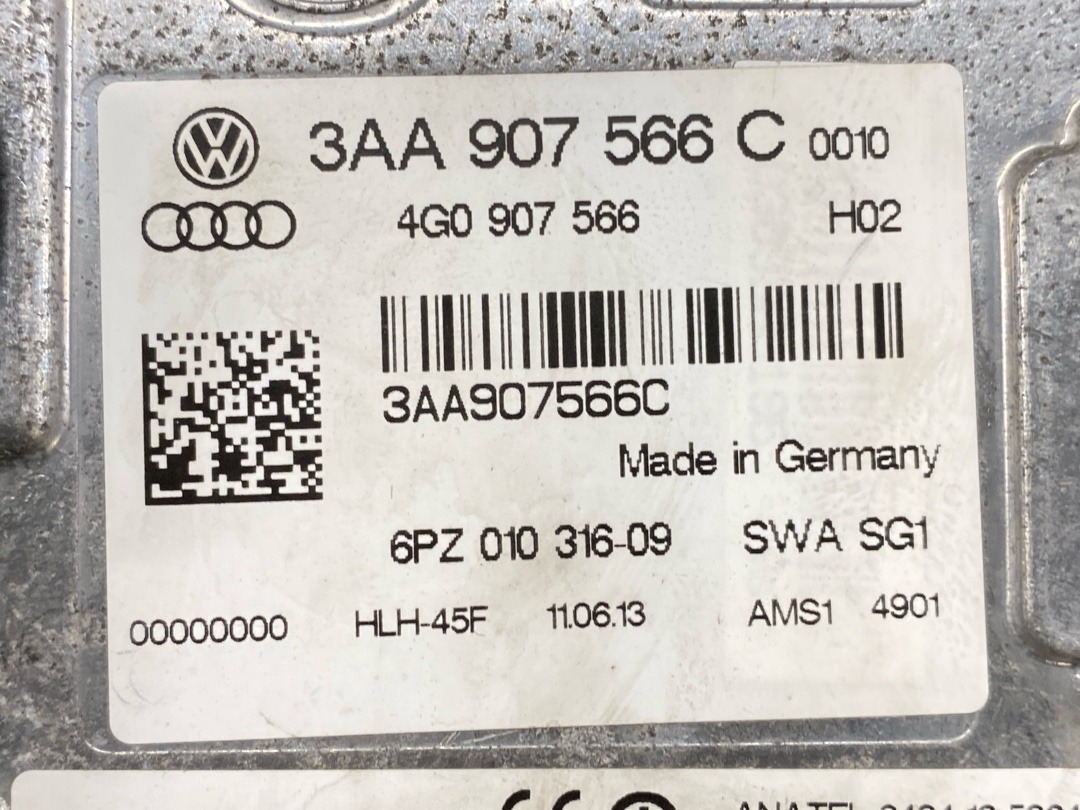 3AA 907 566 C 0010
4G0 907 566 H02
3AA907566C
Made in Germany
6PZ 010 316-09 SWA SG1
00000000 HLH-45F 11.06.13 AMS1 4901